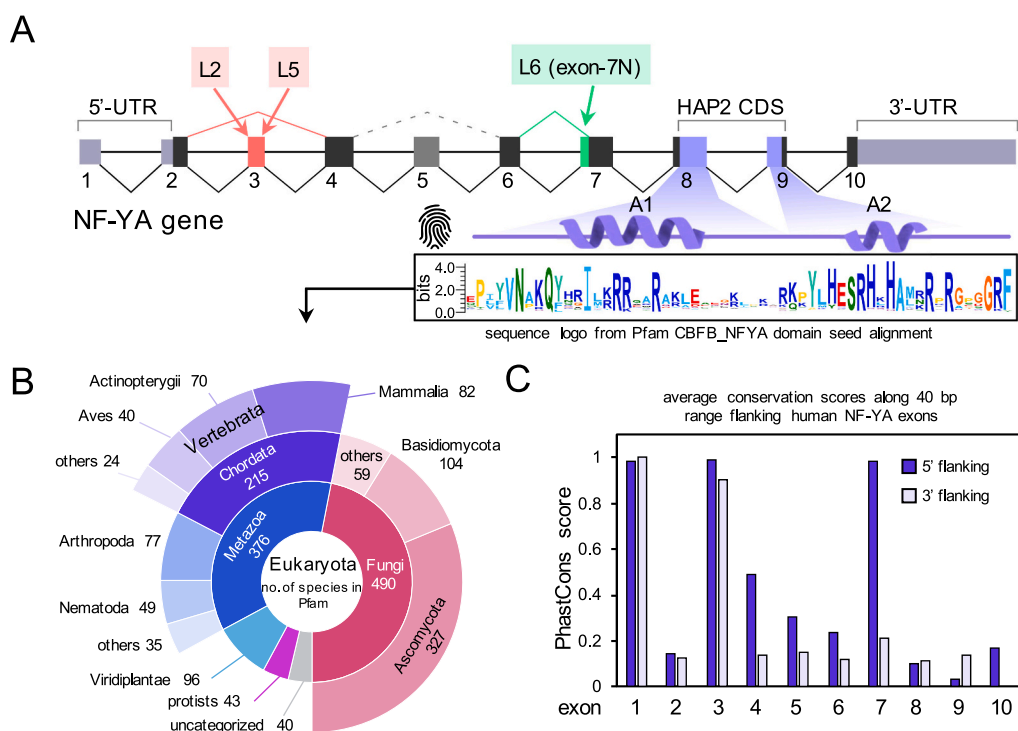 A
L2
L5
L6 (exon-7N)
5'-UTR
HAP2 CDS
3'-UTR
1 2 3 4 5 6 7 8 9 10
NF-YA gene
A1
A2
bits
4.0
2.0
0.0
sequence logo from Pfam CBFB_NFYA domain seed alignment
B
Actinopterygii 70
Mammalia 82
Aves 40
Vertebrata
others 24
Chordata
215
others
59
Basidiomycota
104
Arthropoda 77
Metazoa
376
Eukaryota
no. of species in
Pfam
Fungi
490
Nematoda 49
others 35
Ascomycota
327
Viridiplantae 96
protists 43
uncategorized 40
C
average conservation scores along 40 bp
range flanking human NF-YA exons
PhastCons score
1
0.8
0.6
0.4
0.2
0
5' flanking
3' flanking
exon 1 2 3 4 5 6 7 8 9 10